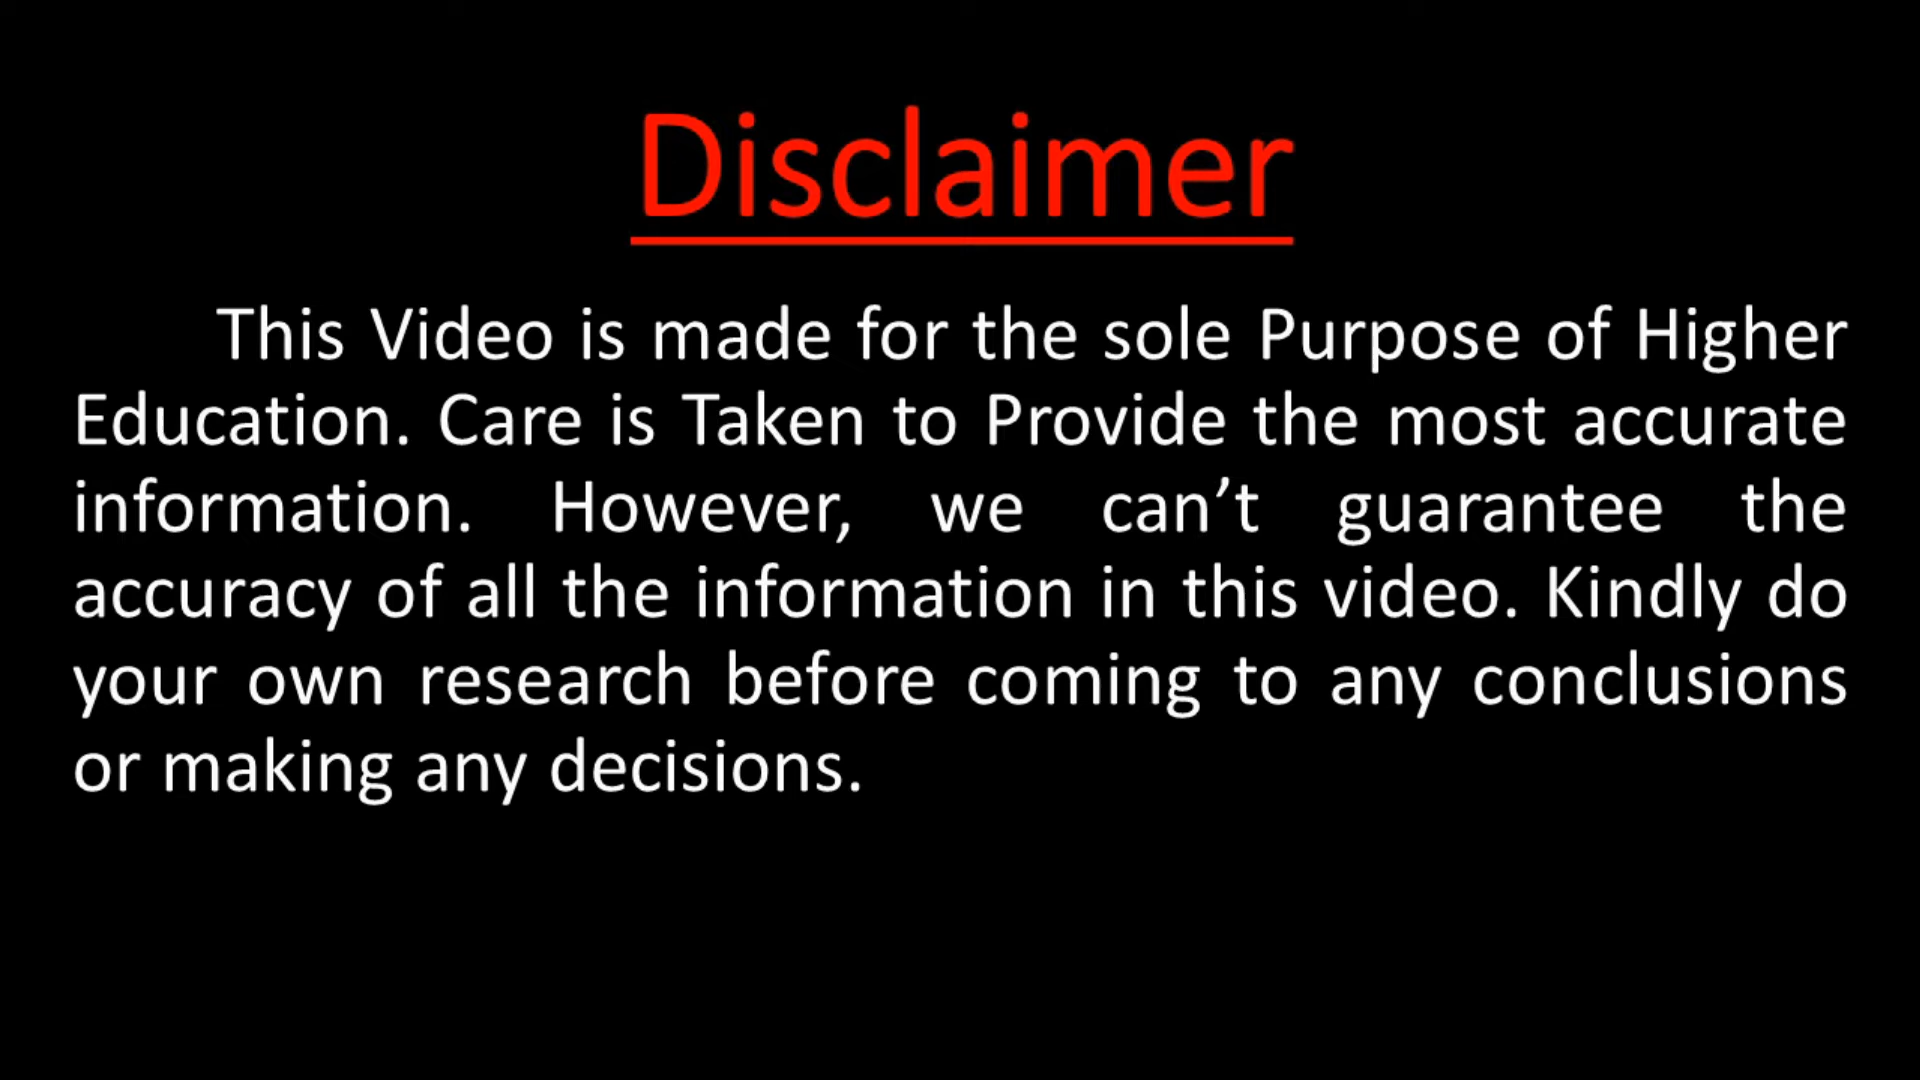 Disclaimer
This Video is made for the sole Purpose of Higher
Education. Care is Taken to Provide the most accurate
information. However, we can’t guarantee the
accuracy of all the information in this video. Kindly do
your own research before coming to any conclusions
or making any decisions.